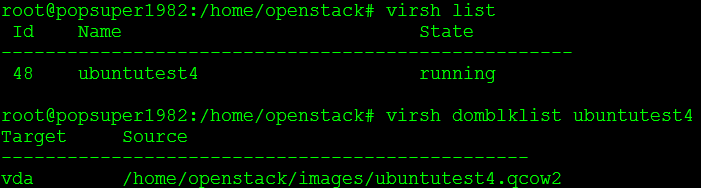 root@popsuper1982:/home/openstack# virsh list
 Id    Name                           State
----------------------------------------------------
 48    ubuntutest4                    running
root@popsuper1982:/home/openstack# virsh domblklist ubuntutest4
Target     Source
------------------------------------------------
vda        /home/openstack/images/ubuntutest4.qcow2